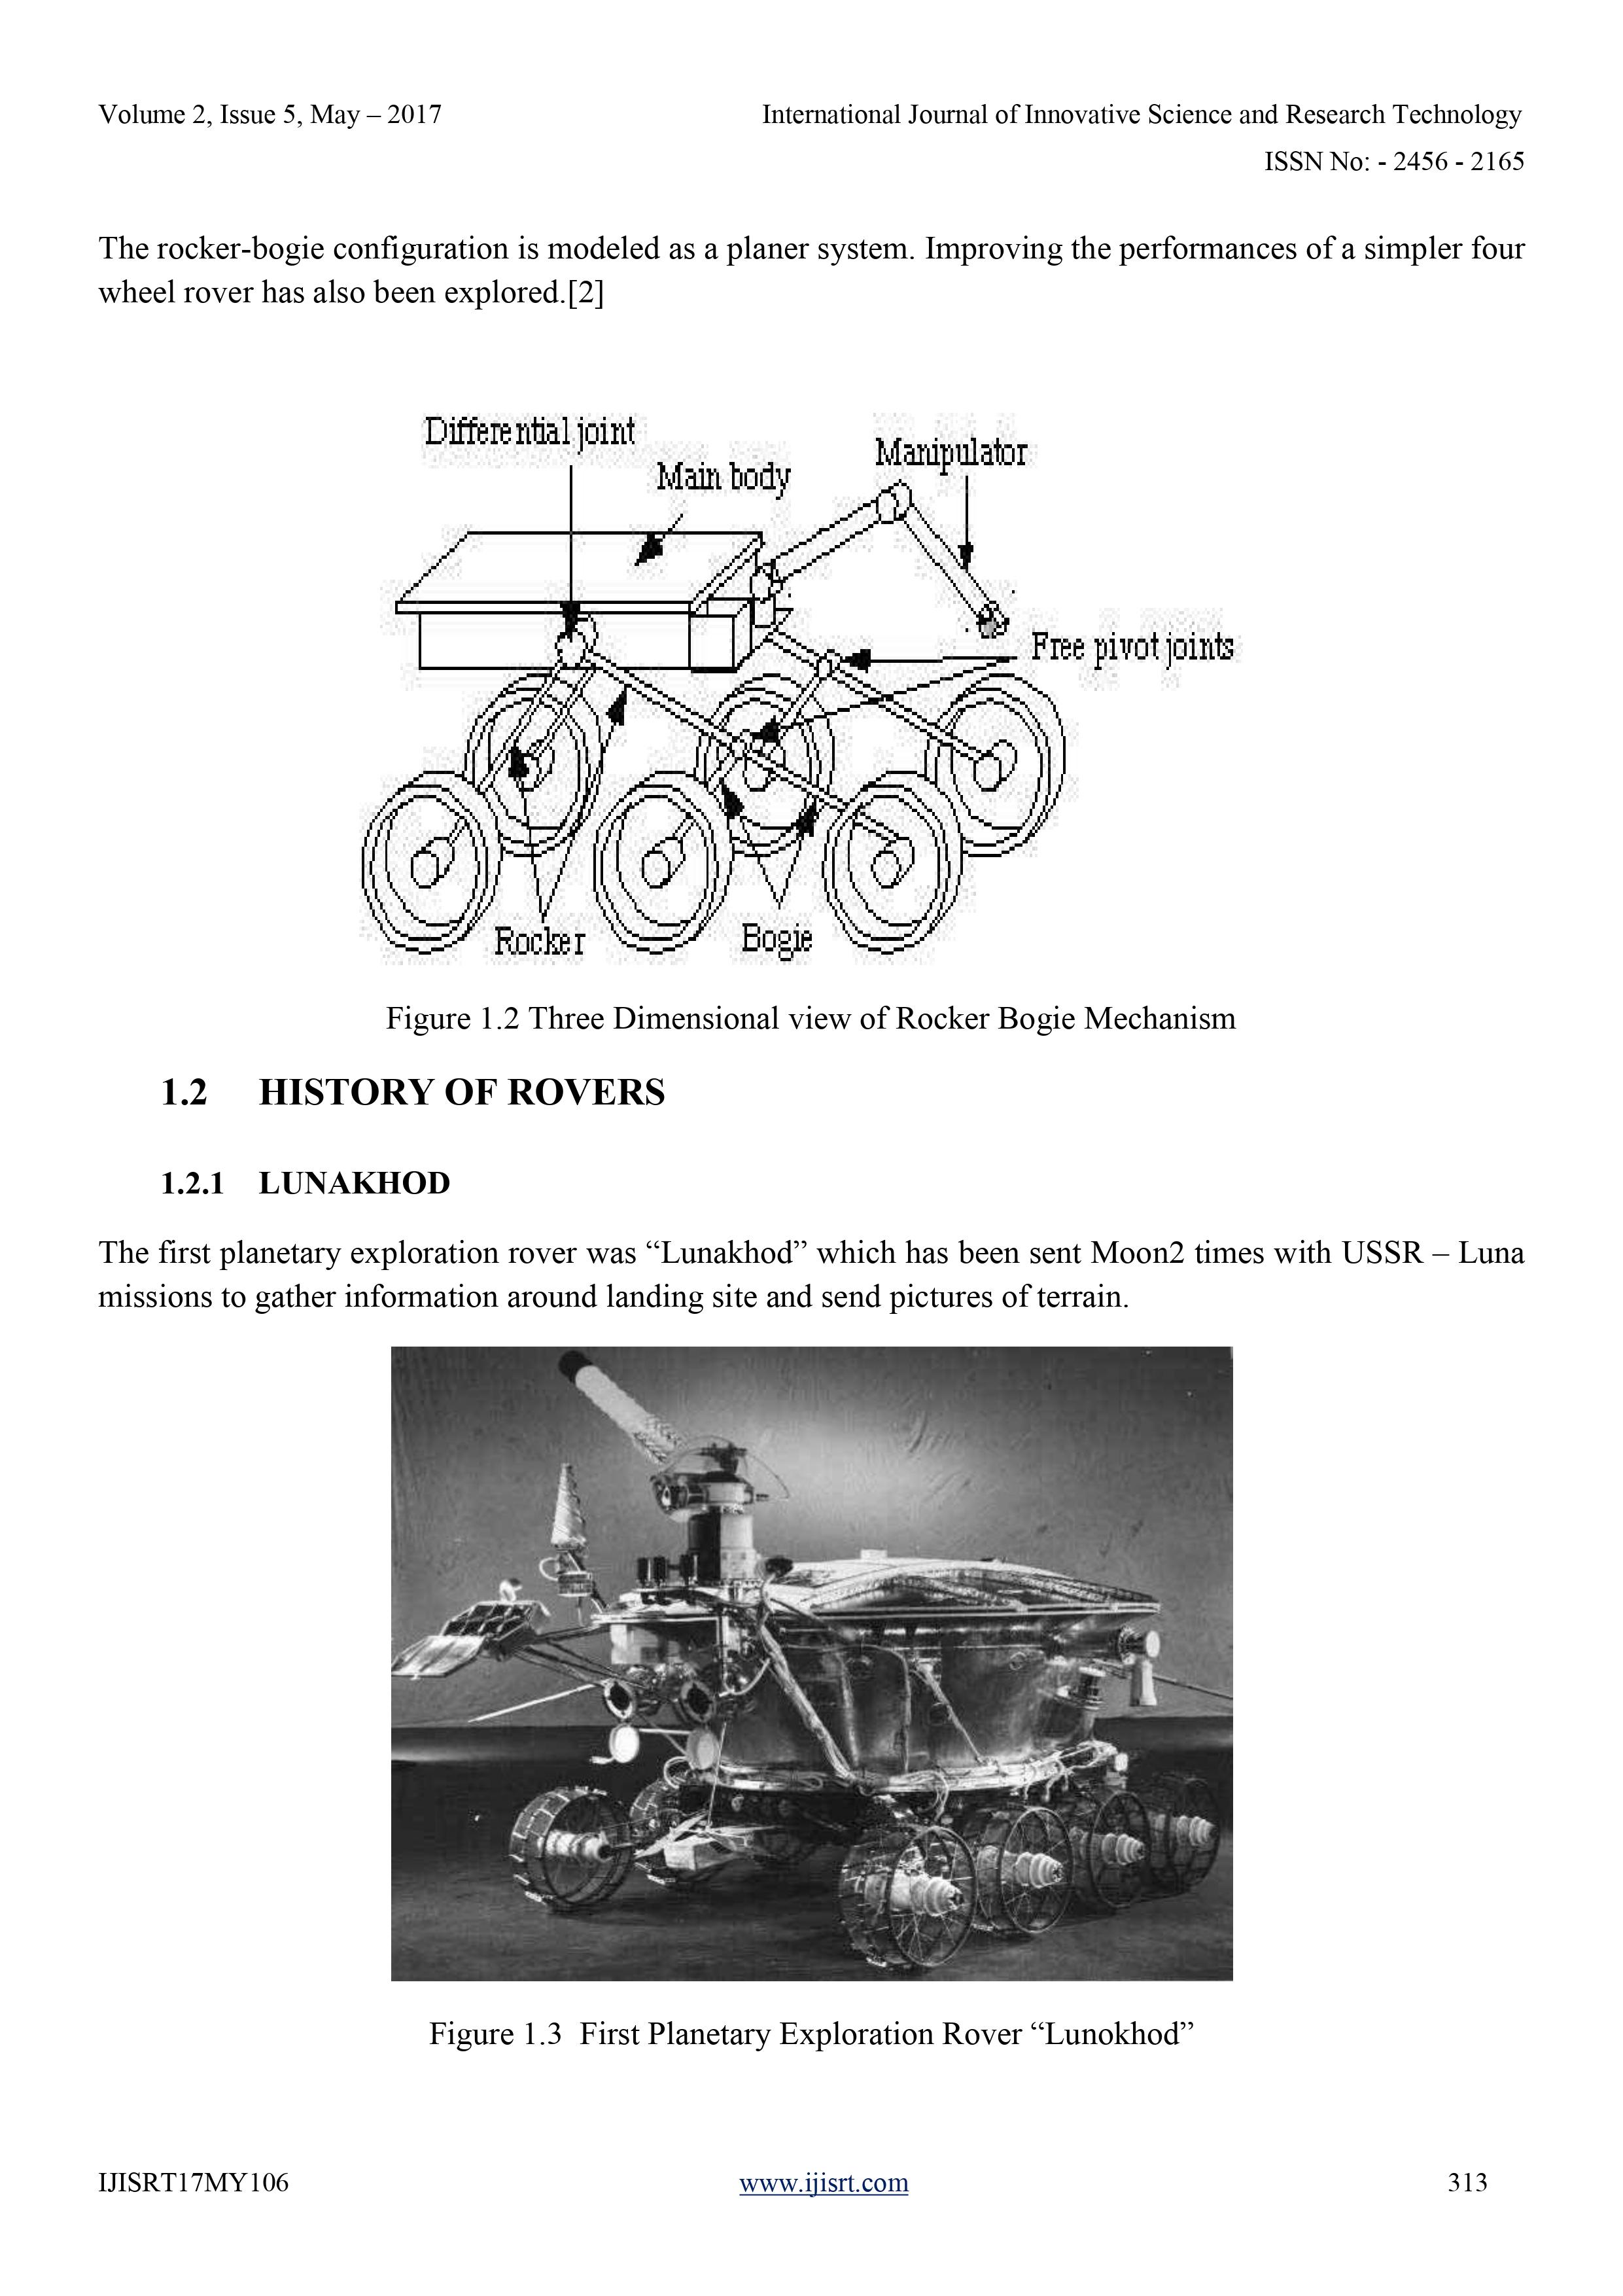 Volume 2, Issue 5, May – 2017 International Journal of Innovative Science and Research Technology
ISSN No: - 2456 - 2165
The rocker-bogie configuration is modeled as a planer system. Improving the performances of a simpler four
wheel rover has also been explored.[2]
Differential joint
Main body
Manipulator
Free pivot joints
Rocker
Bogie
Figure 1.2 Three Dimensional view of Rocker Bogie Mechanism
1.2 HISTORY OF ROVERS
1.2.1 LUNAKHOD
The first planetary exploration rover was “Lunakhod” which has been sent Moon2 times with USSR – Luna
missions to gather information around landing site and send pictures of terrain.
Figure 1.3 First Planetary Exploration Rover “Lunokhod”
IJISRT17MY106 www.ijisrt.com 313